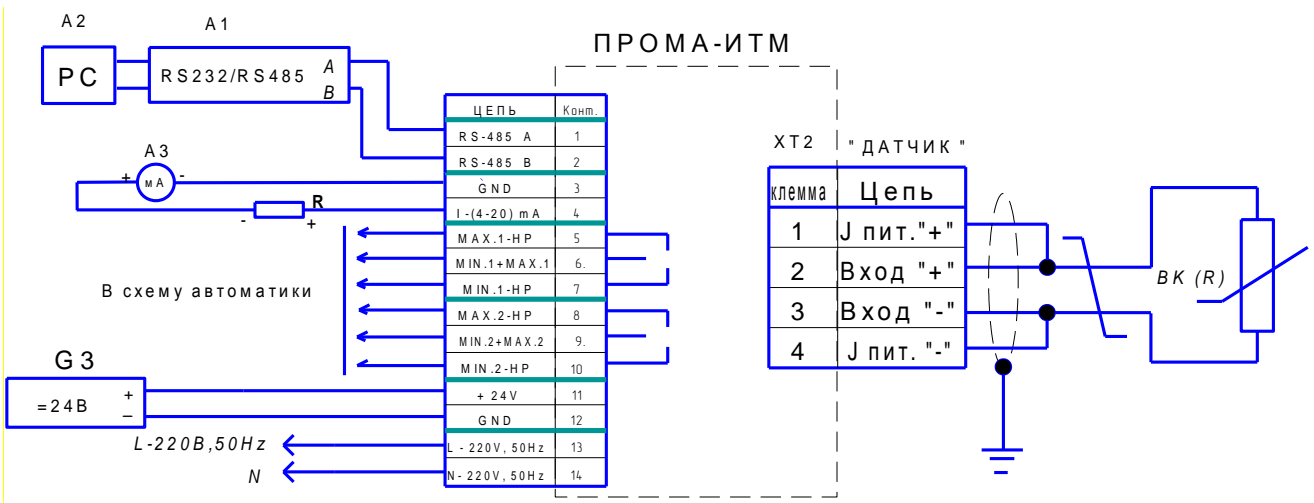 A2
A1
ПРОМА-ИТМ
PC
RS232/RS485
A
B
ЦЕПЬ Конт.
RS-485 A 1
RS-485 B 2
GND 3
I-(4-20) mA 4
MAX.1-HP 5
MIN.1+MAX.1 6.
MIN.1-HP 7
MAX.2-HP 8
MIN.2+MAX.2 9.
MIN.2-HP 10
+ 24V 11
GND 12
L - 220V, 50Hz 13
N- 220V, 50Hz 14
A3
+ мА -
R
- +
В схему автоматики
G3
=24В
+
–
L-220В,50Hz
N
XT2 "ДАТЧИК"
клемма Цепь
1 J пит."+"
2 Вход "+"
3 Вход "-"
4 J пит. "-"
BK (R)